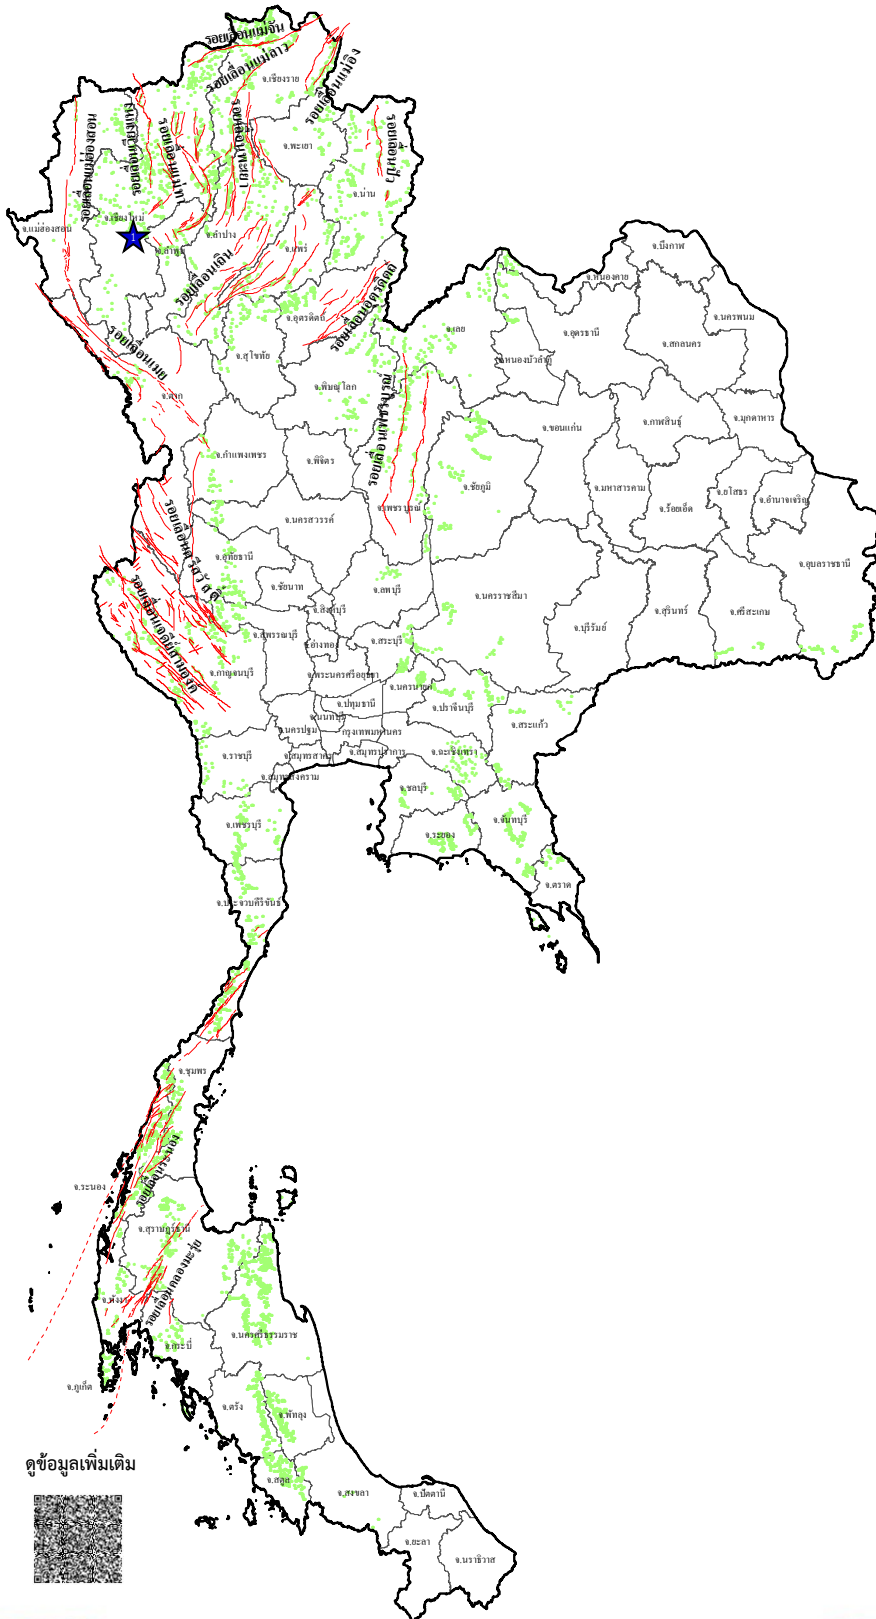 รอยเลื่อนแม่จัน
รอยเลื่อนแม่ลาว
รอยเลื่อนแม่อิง
จ.เชียงราย
รอยเลื่อนแม่ฮ่องสอน
รอยเลื่อนแม่ทา
รอยเลื่อนพะเยา
รอยเลื่อนปัว
จ.พะเยา
จ.น่าน
จ.แม่ฮ่องสอน
จ.เชียงใหม่
1
จ.ลำพูน
จ.ลำปาง
จ.แพร่
รอยเลื่อนเถิน
รอยเลื่อนอุตรดิตถ์
จ.อุตรดิตถ์
รอยเลื่อนเมย
จ.สุโขทัย
จ.ตาก
จ.พิษณุโลก
รอยเลื่อนเพชรบูรณ์
จ.เลย
จ.บึงกาฬ
จ.หนองคาย
จ.อุดรธานี
จ.นครพนม
จ.สกลนคร
จ.หนองบัวลำภู
จ.ขอนแก่น
จ.กาฬสินธุ์
จ.มุกดาหาร
จ.กำแพงเพชร
จ.พิจิตร
จ.เพชรบูรณ์
จ.ชัยภูมิ
จ.มหาสารคาม
จ.ร้อยเอ็ด
จ.ยโสธร
จ.อำนาจเจริญ
จ.นครสวรรค์
รอยเลื่อนศรีสวัสดิ์
จ.อุทัยธานี
จ.ชัยนาท
จ.ลพบุรี
จ.นครราชสีมา
จ.บุรีรัมย์
จ.สุรินทร์
จ.ศรีสะเกษ
จ.อุบลราชธานี
รอยเลื่อนเจดีย์สามองค์
จ.สิงห์บุรี
จ.สุพรรณบุรี
จ.อ่างทอง
จ.สระบุรี
จ.กาญจนบุรี
จ.พระนครศรีอยุธยา
จ.นครนายก
จ.ปทุมธานี
จ.ปราจีนบุรี
จ.สระแก้ว
จ.นนทบุรี
จ.นครปฐม
กรุงเทพมหานคร
จ.ราชบุรี
จ.สมุทรสาคร
จ.สมุทรปราการ
จ.ฉะเชิงเทรา
จ.สมุทรสงคราม
จ.ชลบุรี
จ.เพชรบุรี
จ.ระยอง
จ.จันทบุรี
จ.ตราด
จ.ประจวบคีรีขันธ์
จ.ชุมพร
รอยเลื่อนระนอง
จ.ระนอง
จ.สุราษฎร์ธานี
รอยเลื่อนคลองมะรุ่ย
จ.พังงา
จ.กระบี่
จ.นครศรีธรรมราช
จ.ภูเก็ต
จ.ตรัง
จ.พัทลุง
จ.สตูล
จ.สงขลา
จ.ปัตตานี
จ.ยะลา
จ.นราธิวาส
ดูข้อมูลเพิ่มเติม